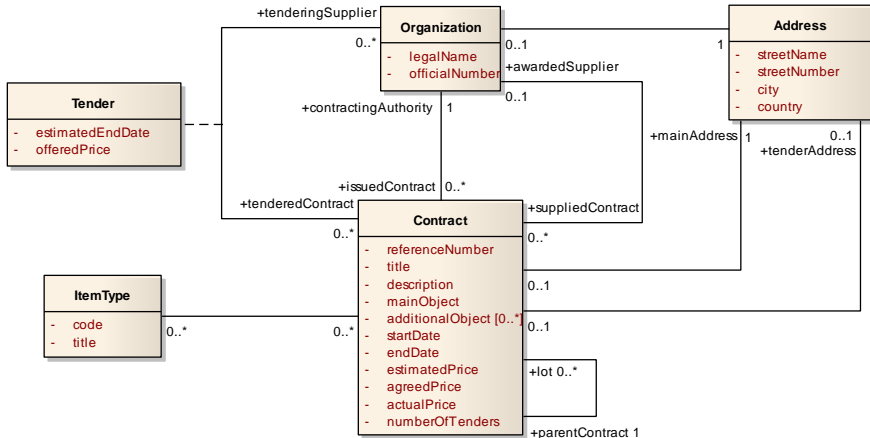 +tenderingSupplier
0..*
Organization
- legalName
- officialNumber
0..1
1
+awardedSupplier
0..1
Address
- streetName
- streetNumber
- city
- country
Tender
- estimatedEndDate
- offeredPrice
+contractingAuthority
1
+mainAddress
1
0..1
+tenderAddress
+issuedContract
0..*
+tenderedContract
0..*
+suppliedContract
0..*
Contract
- referenceNumber
- title
- description
- mainObject
- additionalObject [0..*]
- startDate
- endDate
- estimatedPrice
- agreedPrice
- actualPrice
- numberOfTenders
0..1
0..1
ItemType
- code
- title
0..*
0..*
+lot 0..*
+parentContract 1